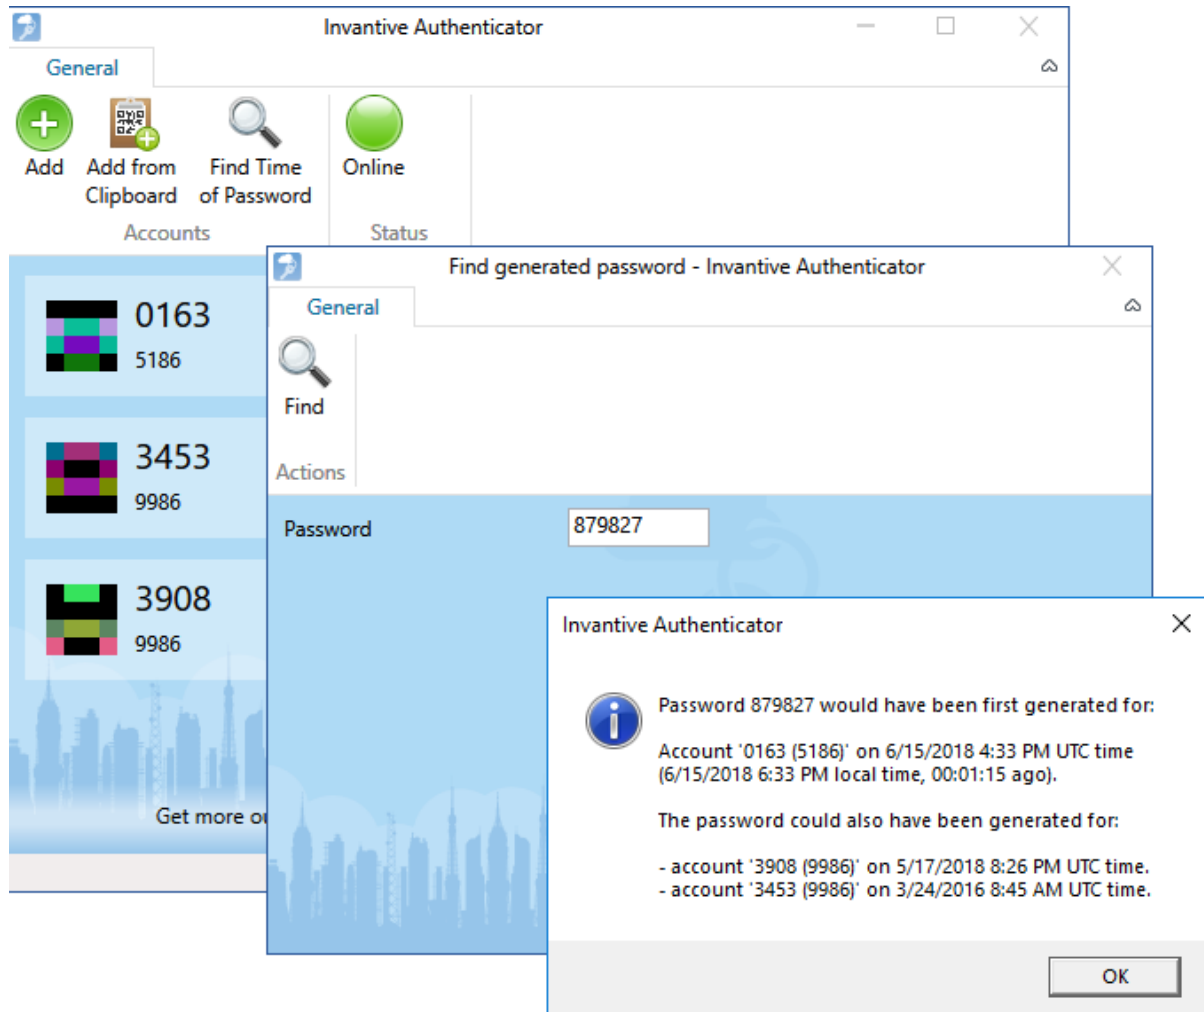 Invantive Authenticator
General
Add
Add from
Clipboard
Find Time
of Password
Online
Accounts
Status
0163
5186
3453
9986
3908
9986
Get more
Find generated password - Invantive Authenticator
General
Find
Actions
Password
879827
Invantive Authenticator
Password 879827 would have been first generated for:
Account '0163 (5186)' on 6/15/2018 4:33 PM UTC time
(6/15/2018 6:33 PM local time, 00:01:15 ago).
The password could also have been generated for:
- account '3908 (9986)' on 5/17/2018 8:26 PM UTC time.
- account '3453 (9986)' on 3/24/2016 8:45 AM UTC time.
OK